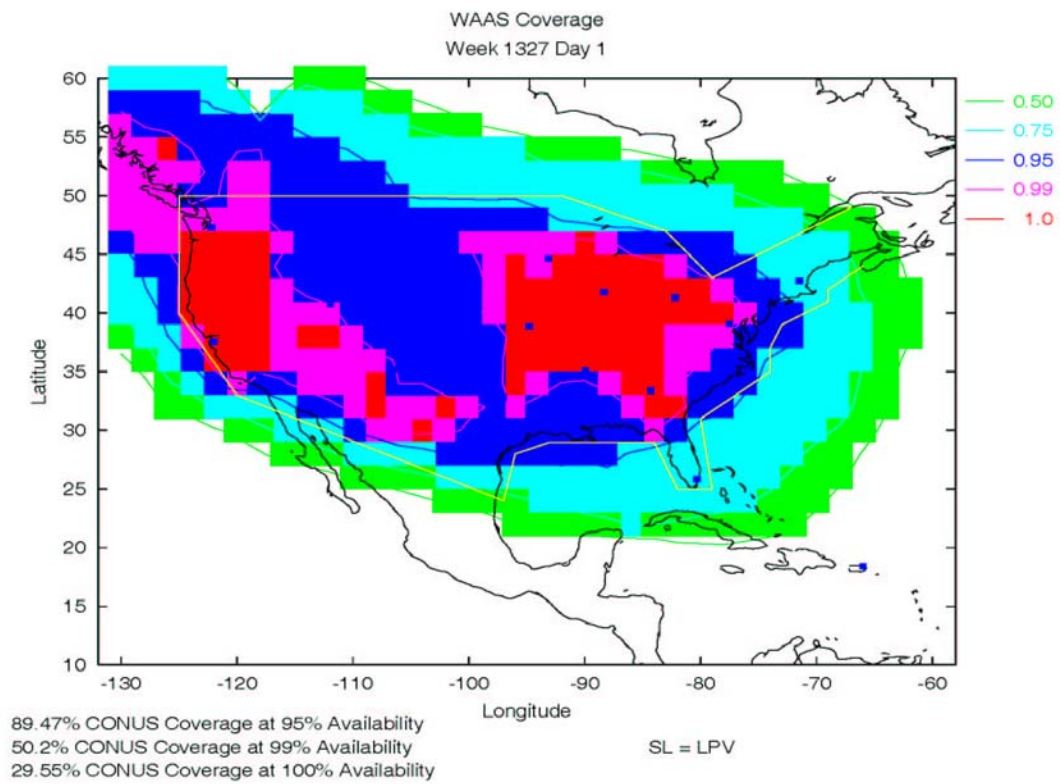 WAAS Coverage
Week 1327 Day 1
60
55
50
45
40
35
30
25
20
15
10
Latitude
-130 -120 -110 -100 -90 -80 -70 -60
Longitude
0.50
0.75
0.95
0.99
1.0
89.47% CONUS Coverage at 95% Availability
50.2% CONUS Coverage at 99% Availability
29.55% CONUS Coverage at 100% Availability
SL = LPV